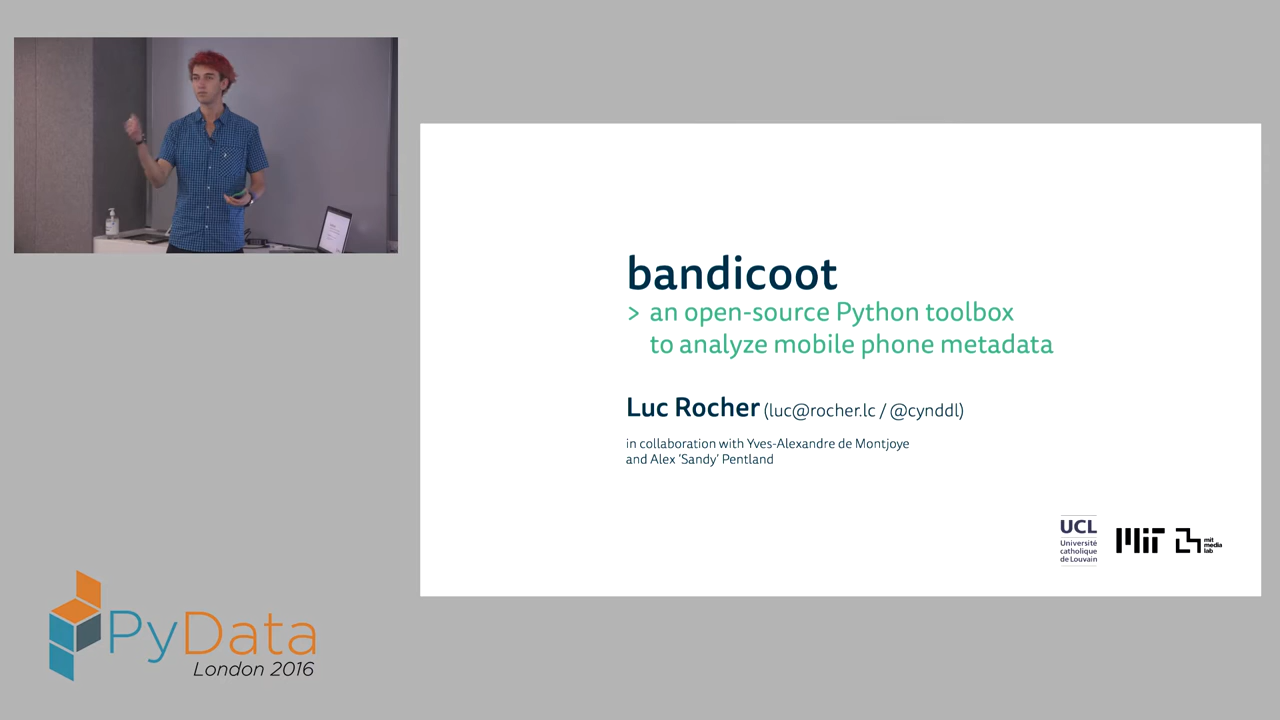 bandicoot
> an open-source Python toolbox
to analyze mobile phone metadata
Luc Rocher (luc@rocher.lc / @cynddl)
in collaboration with Yves-Alexandre de Montjoye
and Alex ‘Sandy’ Pentland
UCL
Université
catholique
de Louvain
MIT
mit
media
lab
PyData
London 2016